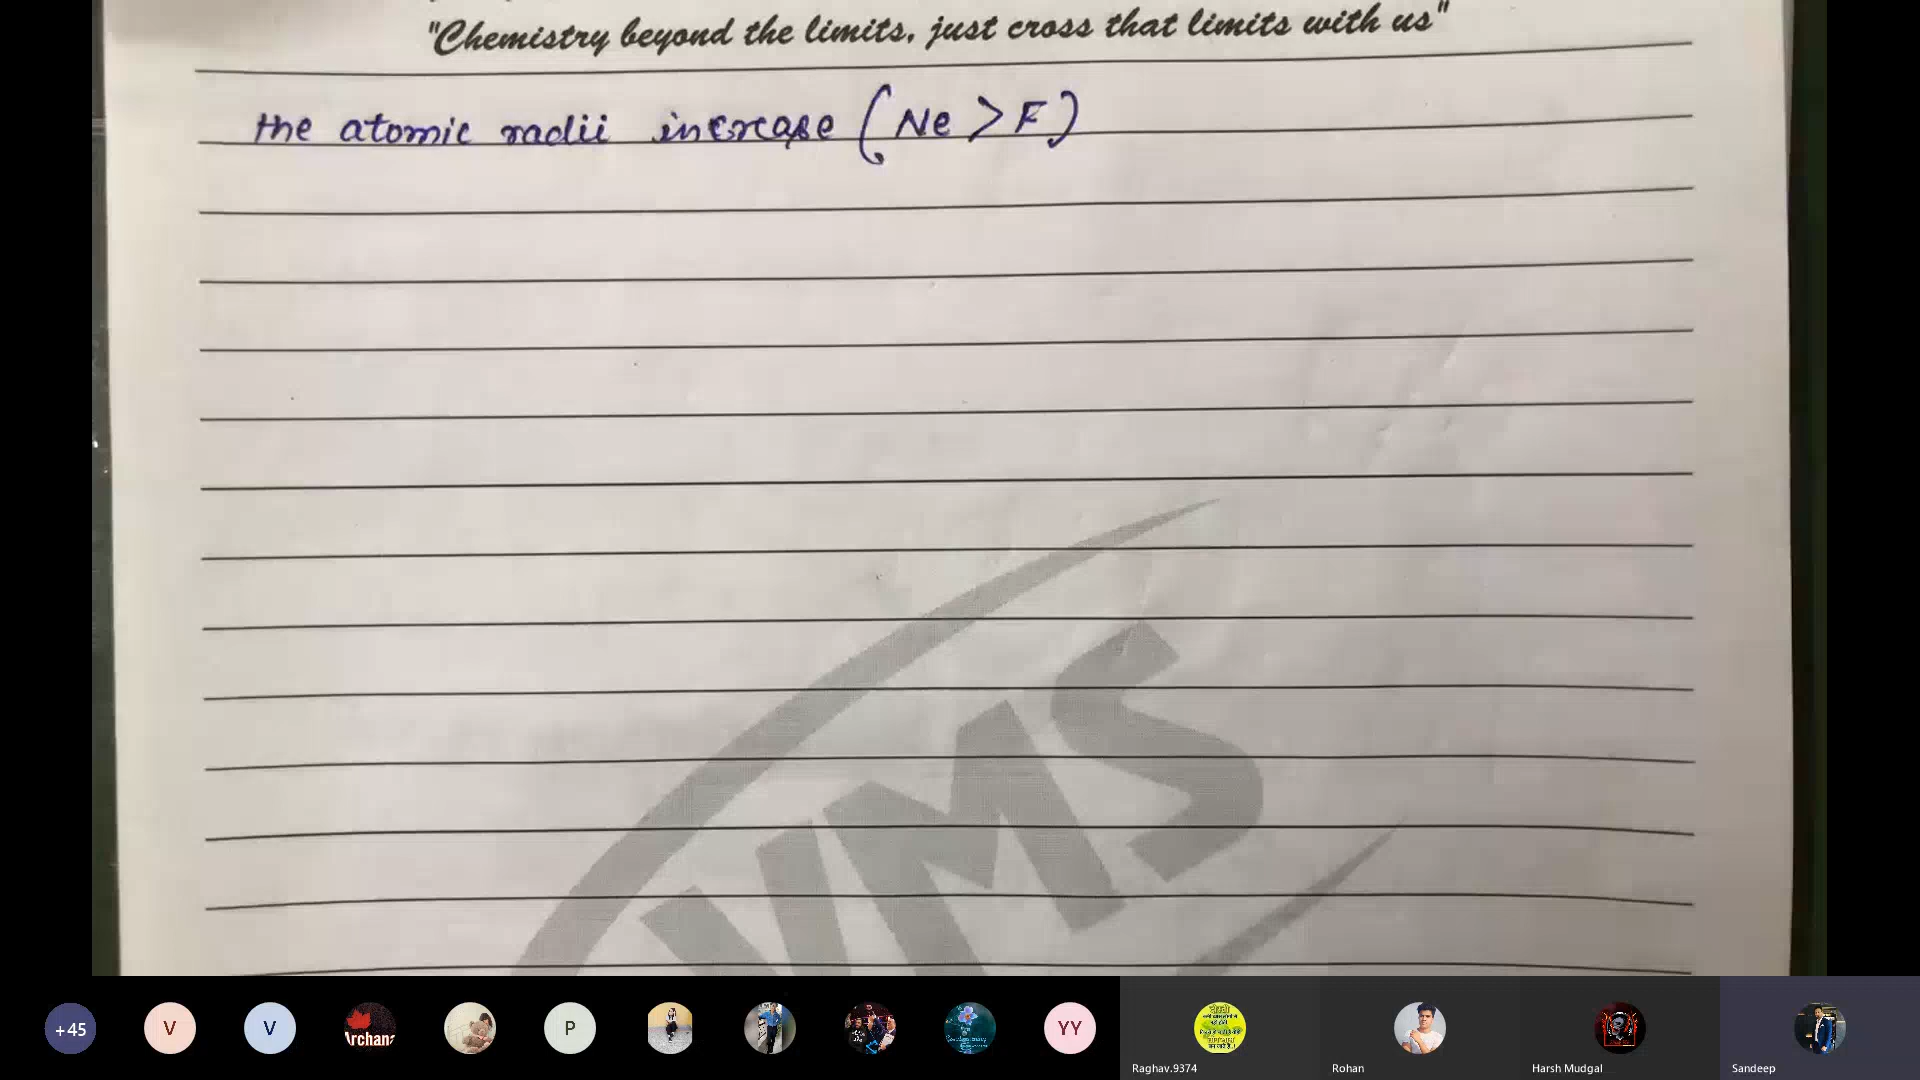 "Chemistry beyond the limits, just cross that limits with us"
the atomic radii increase (Ne > F)
VMS
+45
V
V
Archana
P
YY
Raghav.9374
Rohan
Harsh Mudgal
Sandeep